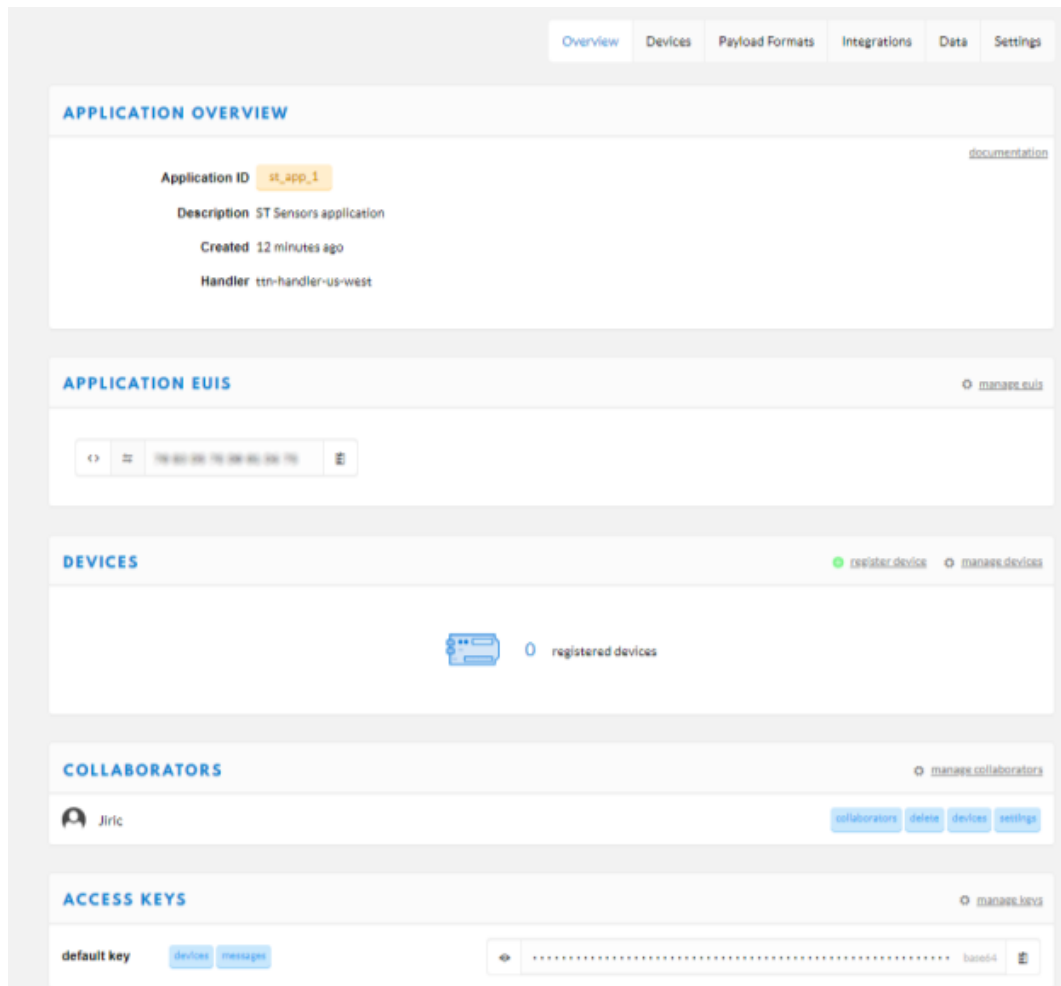 Overview Devices Payload Formats Integrations Data Settings
APPLICATION OVERVIEW
documentation
Application ID st_app_1
Description ST Sensors application
Created 12 minutes ago
Handler ttn-handler-us-west
APPLICATION EUIS manage euis
DEVICES register device manage devices
0 registered devices
COLLABORATORS manage collaborators
Jiric collaborators delete devices settings
ACCESS KEYS manage keys
default key devices messages base64